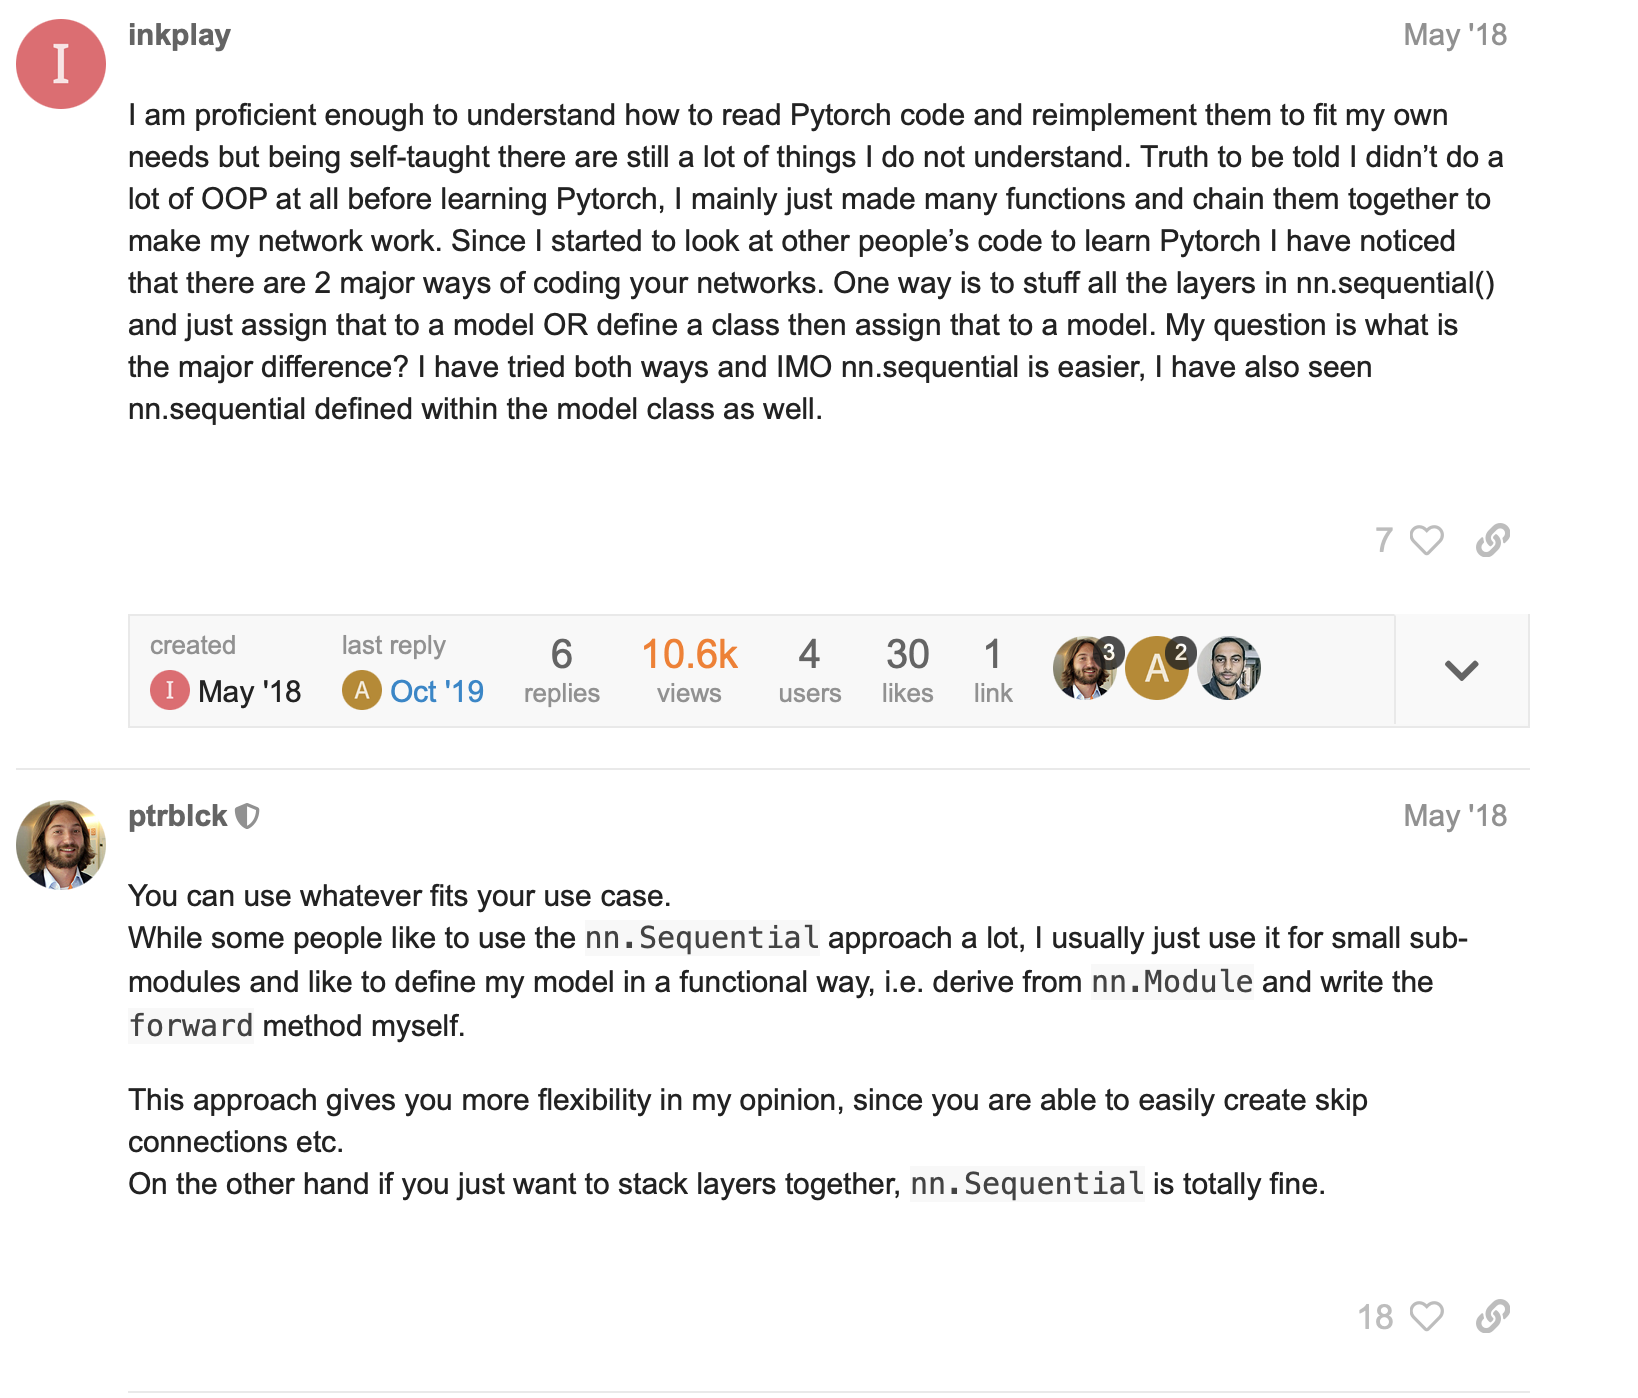 I
inkplay
May '18
I am proficient enough to understand how to read Pytorch code and reimplement them to fit my own
needs but being self-taught there are still a lot of things I do not understand. Truth to be told I didn’t do a
lot of OOP at all before learning Pytorch, I mainly just made many functions and chain them together to
make my network work. Since I started to look at other people’s code to learn Pytorch I have noticed
that there are 2 major ways of coding your networks. One way is to stuff all the layers in nn.sequential()
and just assign that to a model OR define a class then assign that to a model. My question is what is
the major difference? I have tried both ways and IMO nn.sequential is easier, I have also seen
nn.sequential defined within the model class as well.
7
created
I May '18
last reply
A Oct '19
6
replies
10.6k
views
4
users
30
likes
1
link
3
A 2
ptrblck
May '18
You can use whatever fits your use case.
While some people like to use the nn.Sequential approach a lot, I usually just use it for small sub-
modules and like to define my model in a functional way, i.e. derive from nn.Module and write the
forward method myself.
This approach gives you more flexibility in my opinion, since you are able to easily create skip
connections etc.
On the other hand if you just want to stack layers together, nn.Sequential is totally fine.
18